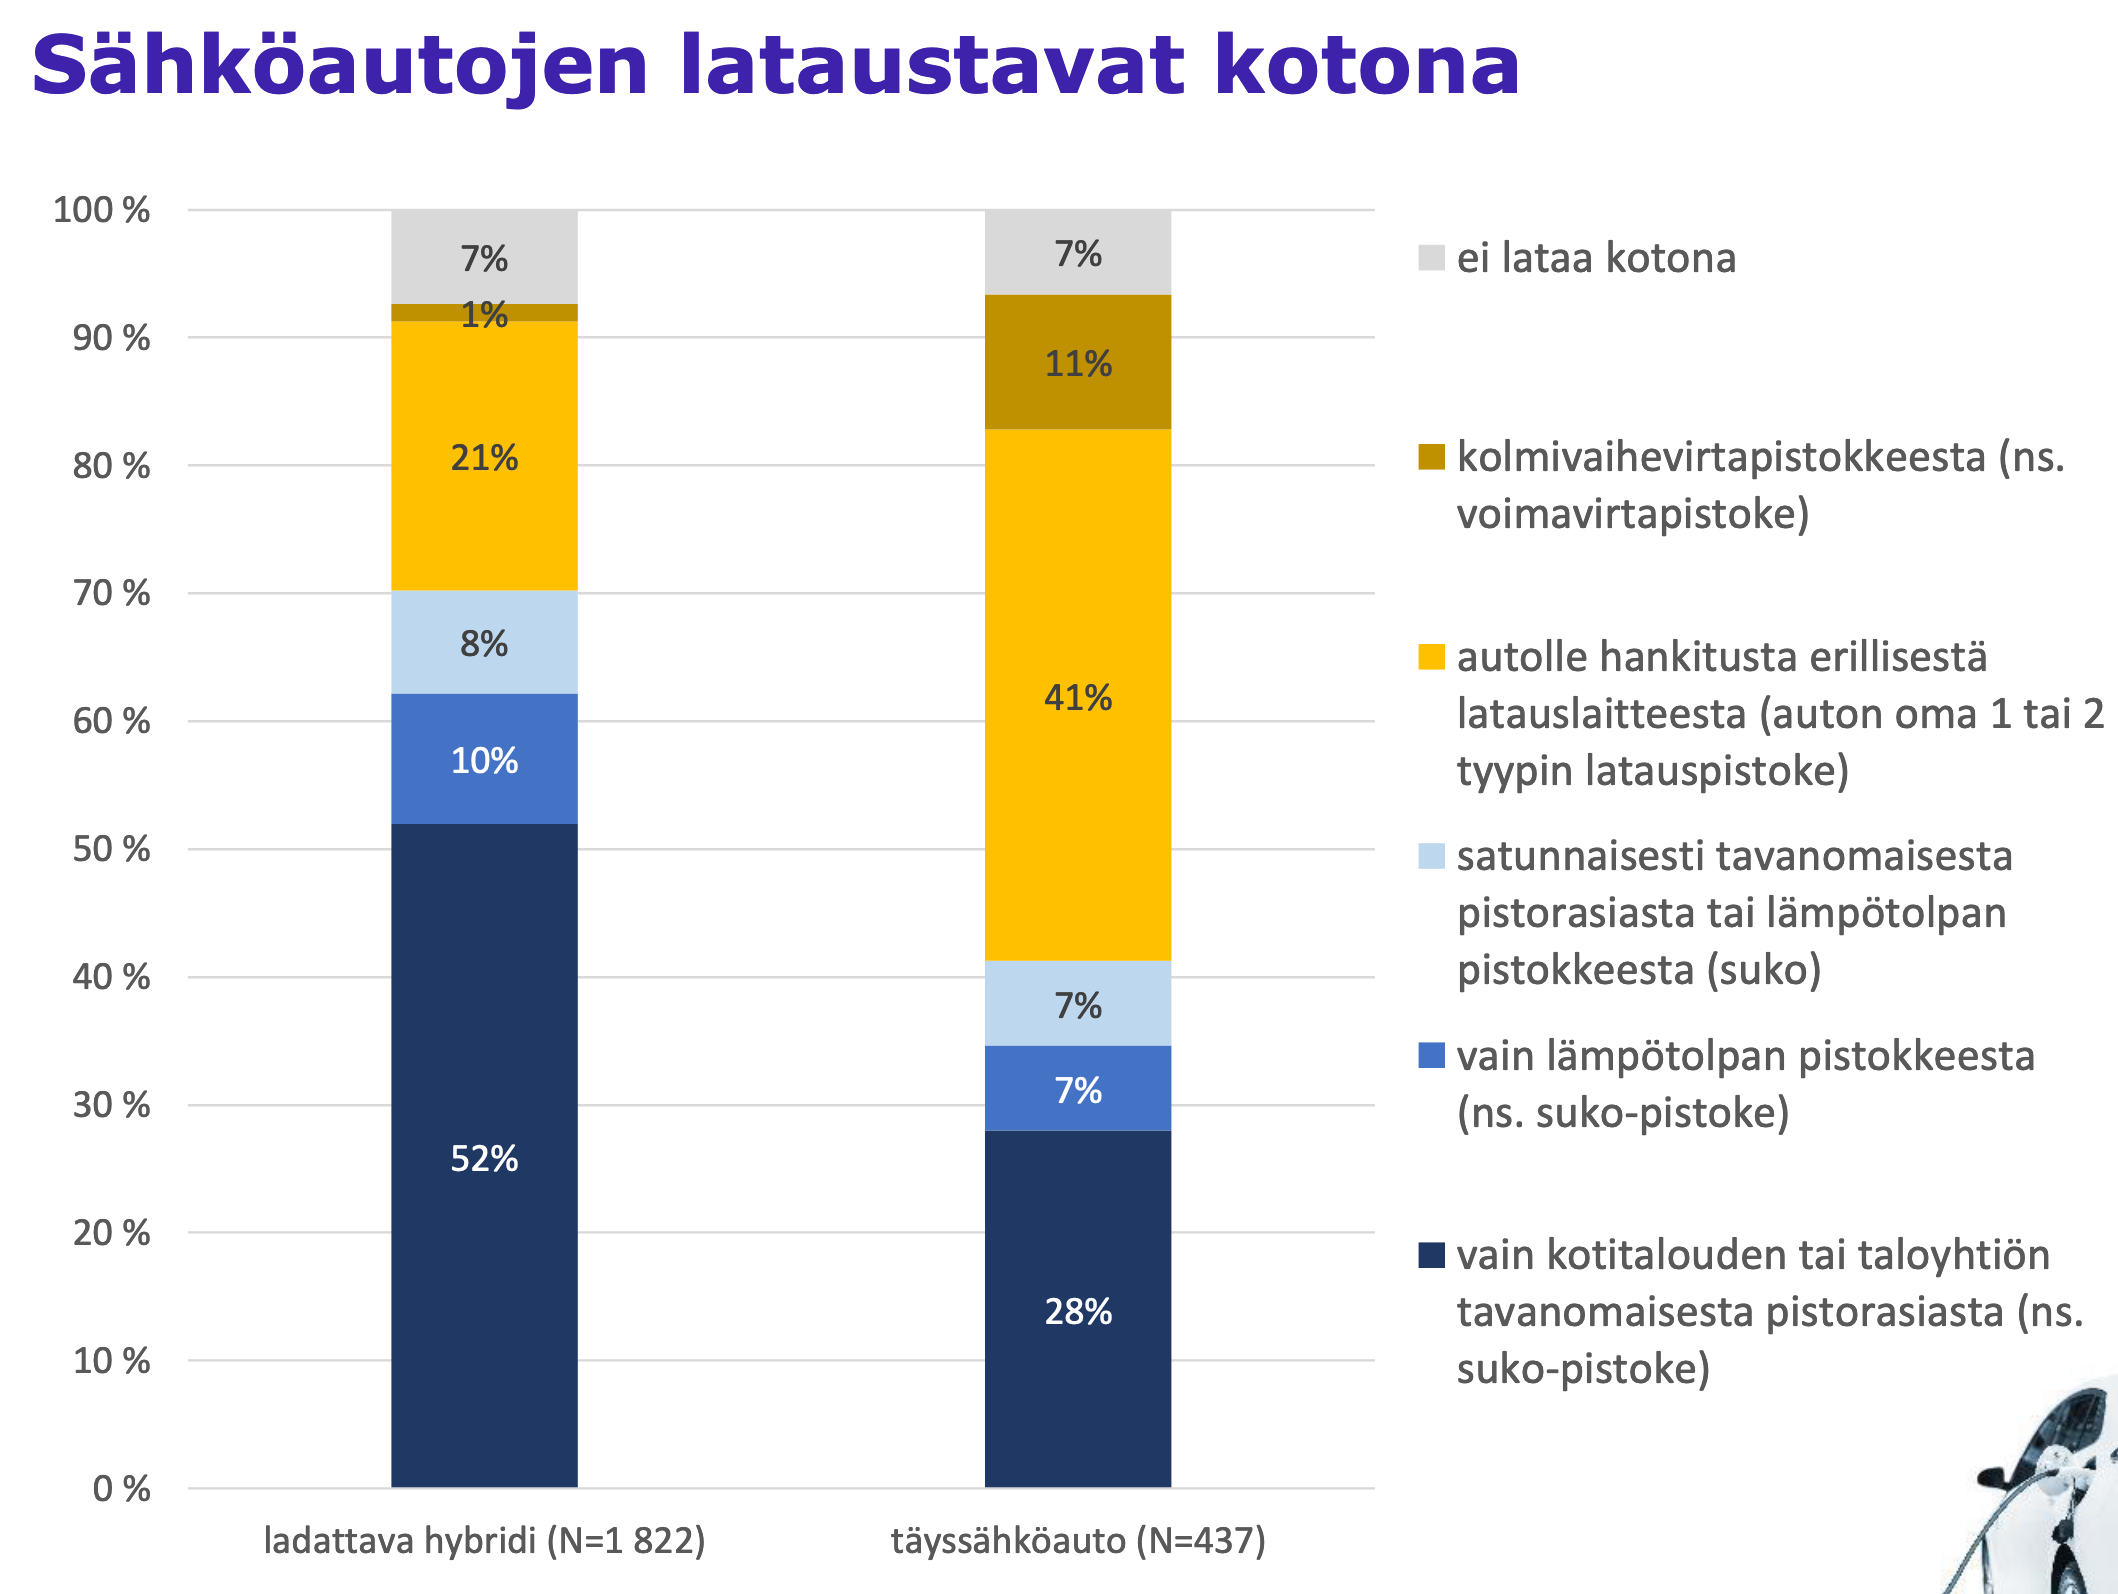 Sähköautojen lataustavat kotona
100 %
90 %
80 %
70 %
60 %
50 %
40 %
30 %
20 %
10 %
0 %
7%
1%
21%
8%
10%
52%
7%
11%
41%
7%
7%
28%
ladattava hybridi (N=1 822)
täyssähköauto (N=437)
ei lataa kotona
kolmivaihevirtapistokkeesta (ns.
voimavirtapistoke)
autolle hankitusta erillisestä
latauslaitteesta (auton oma 1 tai 2
tyypin latauspistoke)
satunnaisesti tavanomaisesta
pistorasiasta tai lämpötolpan
pistokkeesta (suko)
vain lämpötolpan pistokkeesta
(ns. suko-pistoke)
vain kotitalouden tai taloyhtiön
tavanomaisesta pistorasiasta (ns.
suko-pistoke)